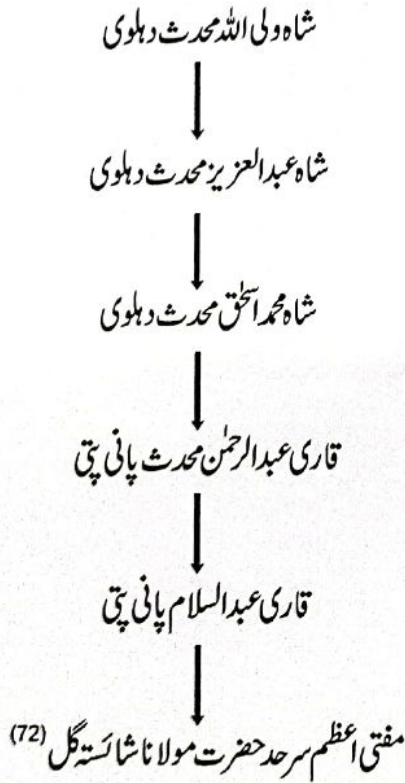 شاہ ولی اللہ محدث دہلوی
شاہ عبدالعزیز محدث دہلوی
شاہ محمد اسحٰق محدث دہلوی
قاری عبدالرحمٰن محدث پانی پتی
قاری عبدالسلام پانی پتی
مفتی اعظم سرحد حضرت مولانا شائستہ گل (72)